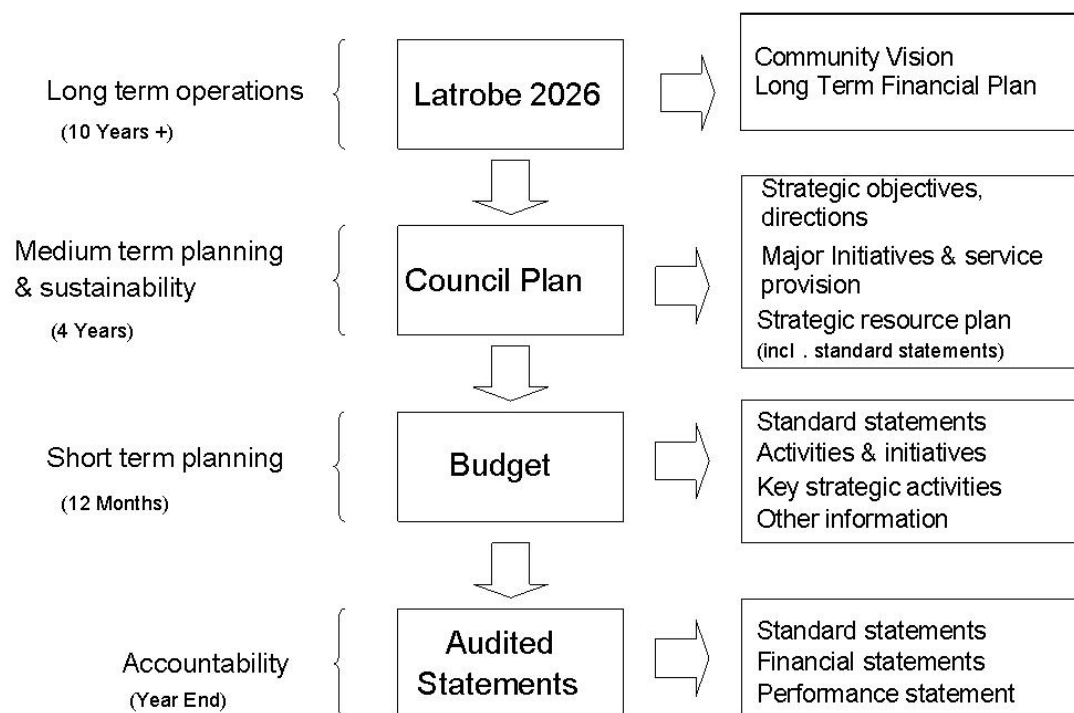 Long term operations
(10 Years +)
Latrobe 2026
Community Vision
Long Term Financial Plan
Medium term planning
& sustainability
(4 Years)
Council Plan
Strategic objectives,
directions
Major Initiatives & service
provision
Strategic resource plan
(incl . standard statements)
Short term planning
(12 Months)
Budget
Standard statements
Activities & initiatives
Key strategic activities
Other information
Accountability
(Year End)
Audited
Statements
Standard statements
Financial statements
Performance statement